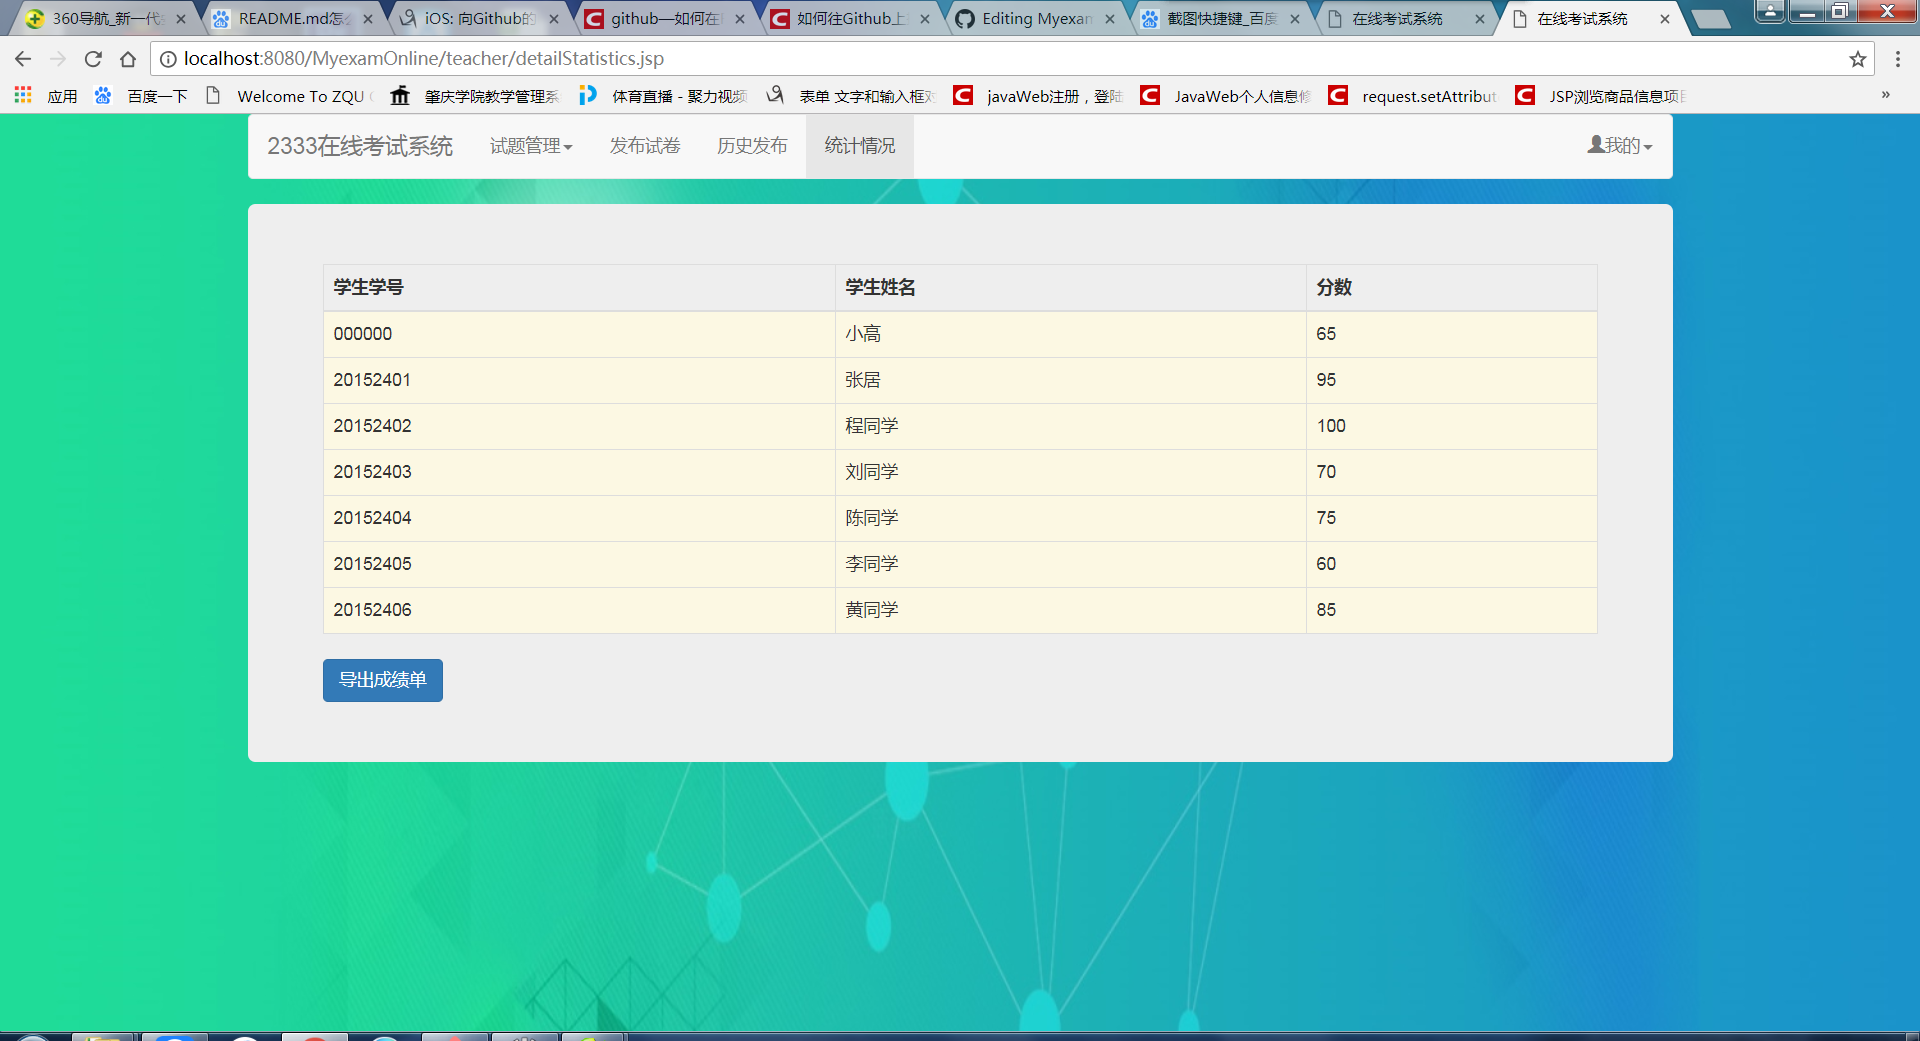 360导航_新一代
README.md怎么
iOS: 向Github的
github—如何在
如何往Github上
Editing Myexam
截图快捷键_百度
在线考试系统
在线考试系统
localhost:8080/MyexamOnline/teacher/detailStatistics.jsp
应用
百度一下
Welcome To ZQU
肇庆学院教学管理系
体育直播 - 聚力视频
表单 文字和输入框对
javaWeb注册，登陆
JavaWeb个人信息修
request.setAttribut
JSP浏览商品信息项目
»
2333在线考试系统
试题管理
发布试卷
历史发布
统计情况
我的
学生学号 学生姓名 分数
000000 小高 65
20152401 张居 95
20152402 程同学 100
20152403 刘同学 70
20152404 陈同学 75
20152405 李同学 60
20152406 黄同学 85
导出成绩单